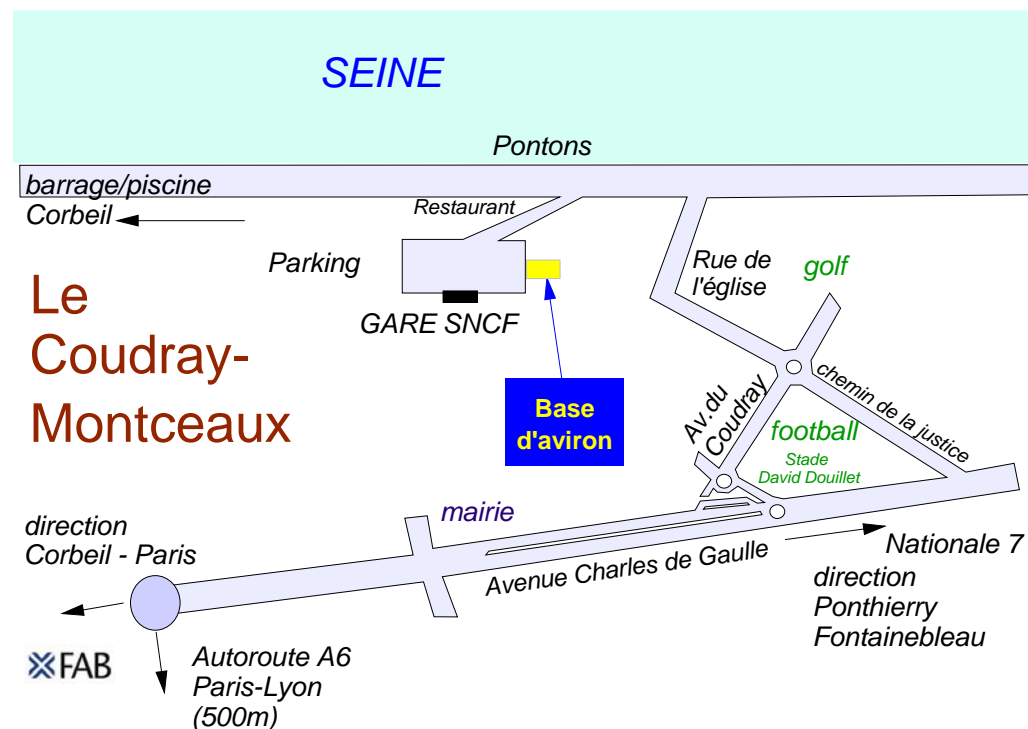 SEINE
Pontons
barrage/piscine
Corbeil
Restaurant
Parking
GARE SNCF
Rue de
l'église
golf
Le
Coudray-
Montceaux
Base
d'aviron
Av.du
Coudray
chemin de la justice
football
Stade
David Douillet
mairie
direction
Corbeil - Paris
Avenue Charles de Gaulle
Nationale 7
direction
Ponthierry
Fontainebleau
FAB
Autoroute A6
Paris-Lyon
(500m)